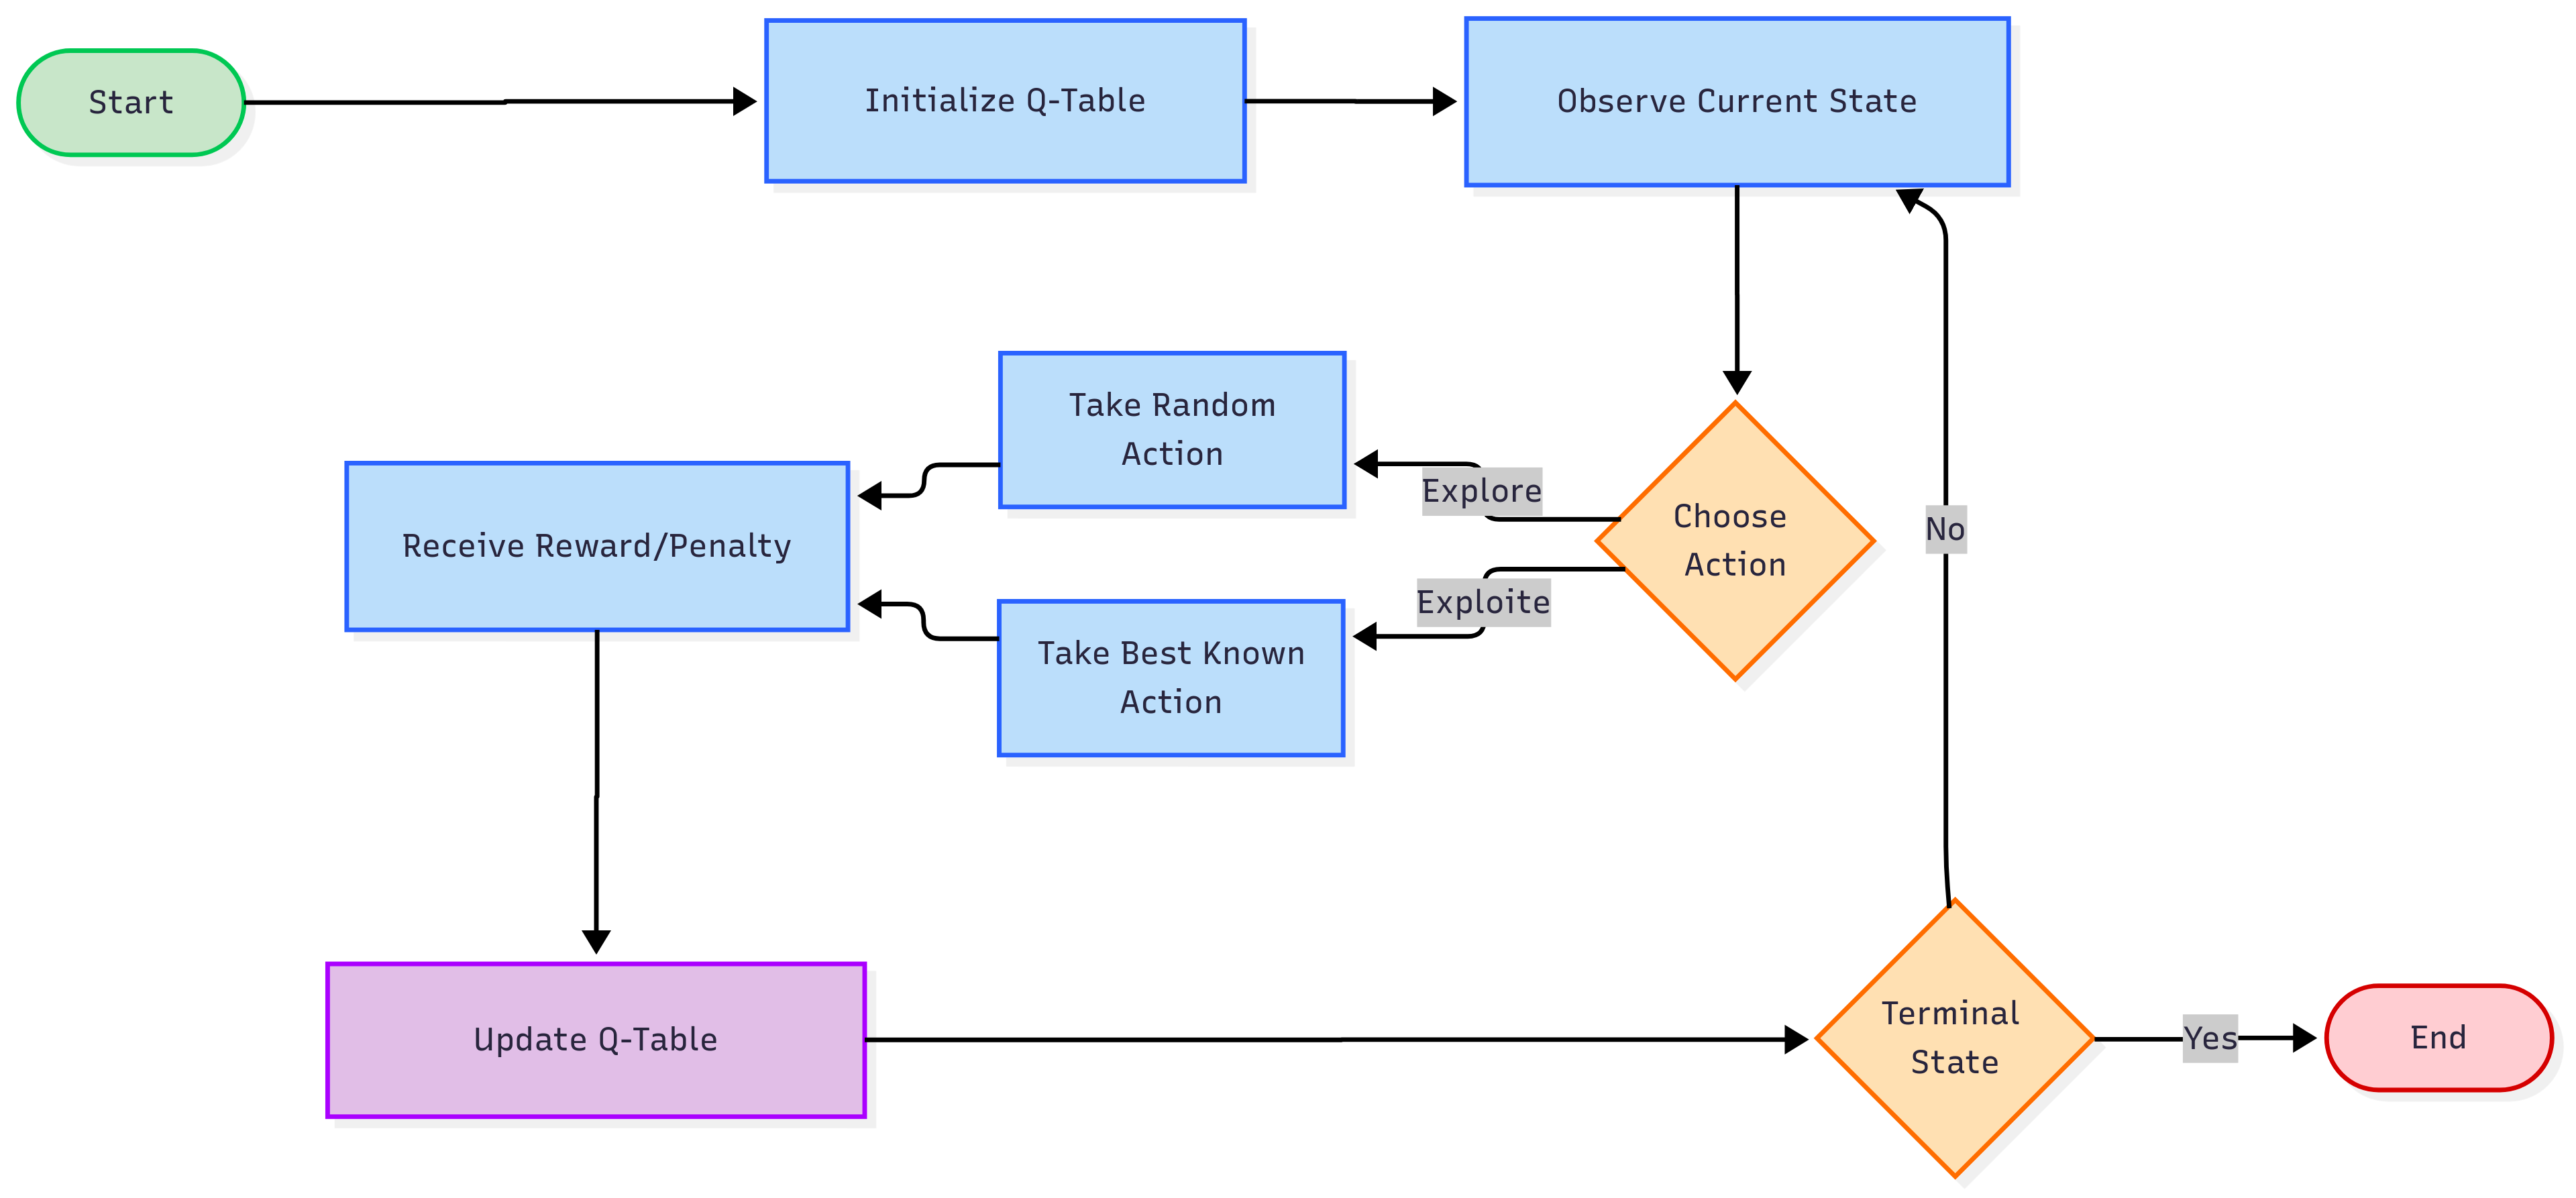 Start
Initialize Q-Table
Observe Current State
Take Random
Action
Explore
Choose
Action
No
Receive Reward/Penalty
Exploite
Take Best Known
Action
Update Q-Table
Terminal
State
Yes
End